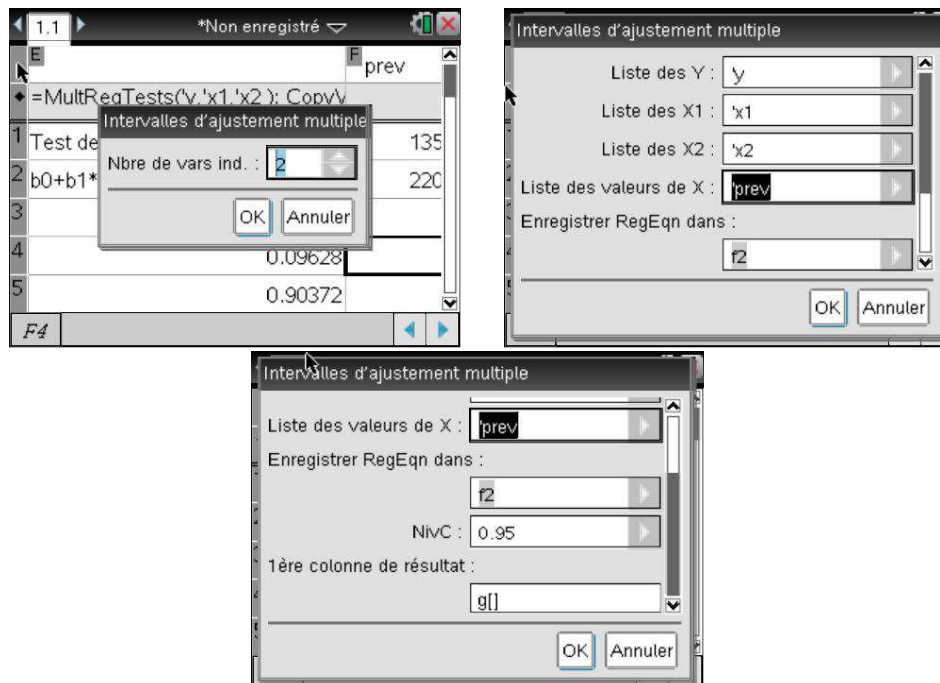 1.1 *Non enregistré
E F prev
=MultRegTests('y,'x1,'x2 ): CopyV
1 Test de 135
2 b0+b1* 220
3
4 0.09628
5 0.90372
F4
Intervalles d'ajustement multiple
Nbre de vars ind. : 2
OK Annuler
Intervalles d'ajustement multiple
Liste des Y : 'y
Liste des X1 : 'x1
Liste des X2 : 'x2
Liste des valeurs de X : 'prev
Enregistrer RegEqn dans :
f2
OK Annuler
Intervalles d'ajustement multiple
Liste des valeurs de X : 'prev
Enregistrer RegEqn dans :
f2
NivC : 0.95
1ère colonne de résultat :
g[]
OK Annuler